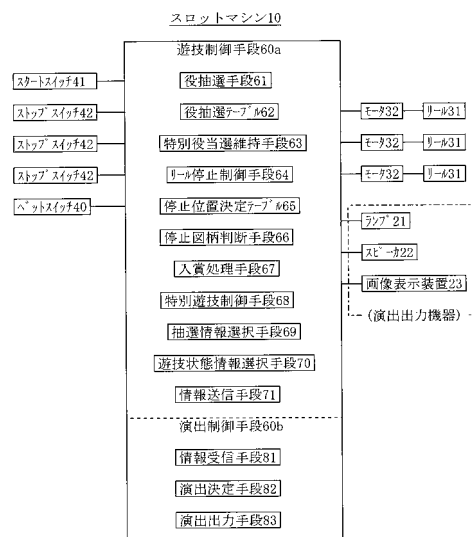 スロットマシン10
遊技制御手段60a
役抽選手段61
役抽選テーブル62
特別役当選維持手段63
リール停止制御手段64
停止位置決定テーブル65
停止図柄判断手段66
入賞処理手段67
特別遊技制御手段68
抽選情報選択手段69
遊技状態情報選択手段70
情報送信手段71
演出制御手段60b
情報受信手段81
演出決定手段82
演出出力手段83
スタートスイッチ41
ストップスイッチ42
ストップスイッチ42
ストップスイッチ42
ベットスイッチ40
モータ32 リール31
モータ32 リール31
モータ32 リール31
ランプ21
スピーカ22
画像表示装置23
(演出出力機器)